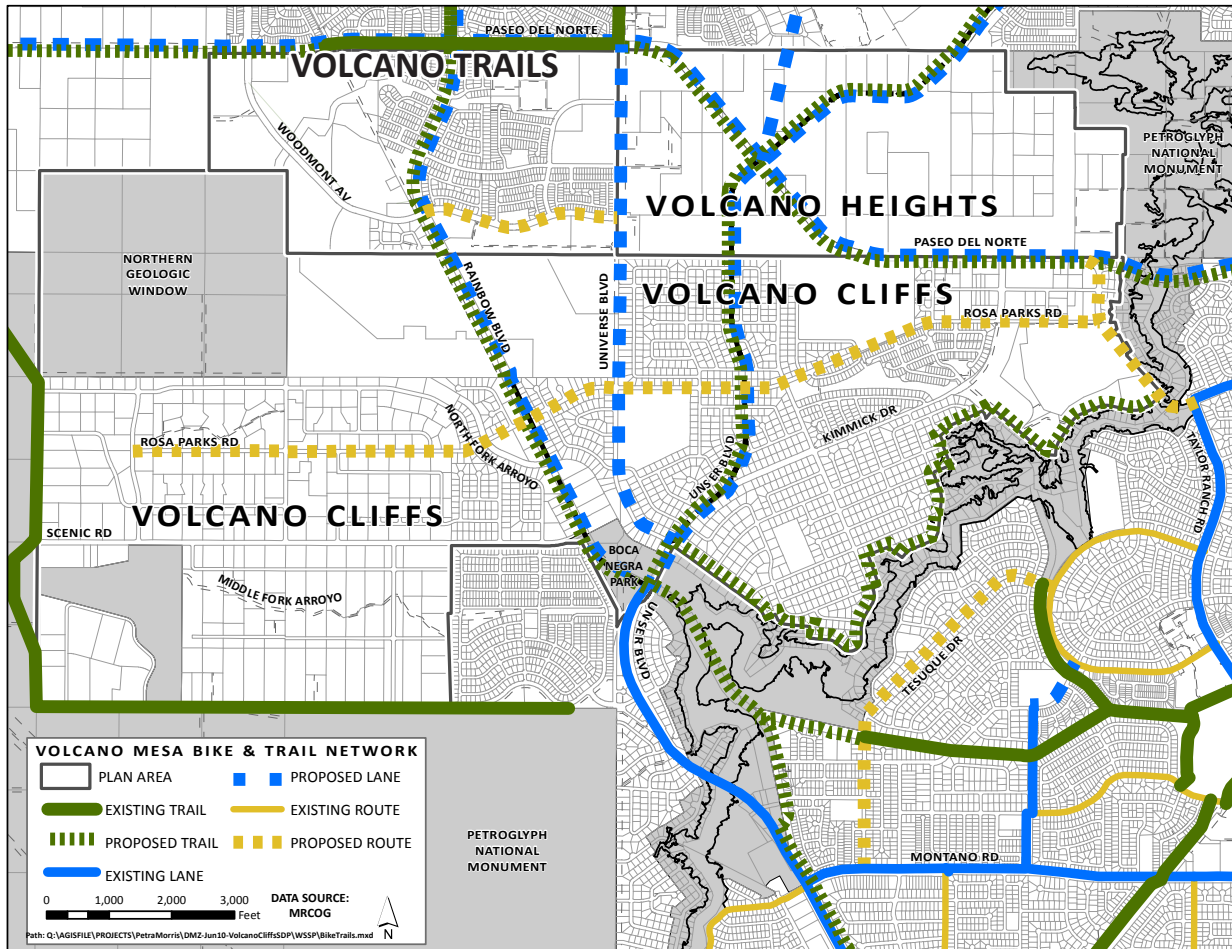 PASEO DEL NORTE
VOLCANO TRAILS
WOODMONT AV
PETROGLYPH
NATIONAL
MONUMENT
VOLCANO HEIGHTS
PASEO DEL NORTE
NORTHERN
GEOLOGIC
WINDOW
RAINBOW BLVD
UNIVERSE BLVD
VOLCANO CLIFFS
ROSA PARKS RD
NORTH FORK ARROYO
KIMMICK DR
ROSA PARKS RD
UNSER BLVD
TAYLOR RANCH RD
VOLCANO CLIFFS
SCENIC RD
BOCA
NEGRA
PARK
MIDDLE FORK ARROYO
UNSER BLVD
TESUQUE DR
VOLCANO MESA BIKE & TRAIL NETWORK
PLAN AREA
PROPOSED LANE
EXISTING TRAIL
EXISTING ROUTE
PROPOSED TRAIL
PROPOSED ROUTE
EXISTING LANE
PETROGLYPH
NATIONAL
MONUMENT
MONTANO RD
0 1,000 2,000 3,000
Feet
DATA SOURCE:
MRCOG
N
Path: Q:\AGISFILE\PROJECTS\PetraMorris\DMZ-Jun10-VolcanoCliffsSDP\WSSP\BikeTrails.mxd